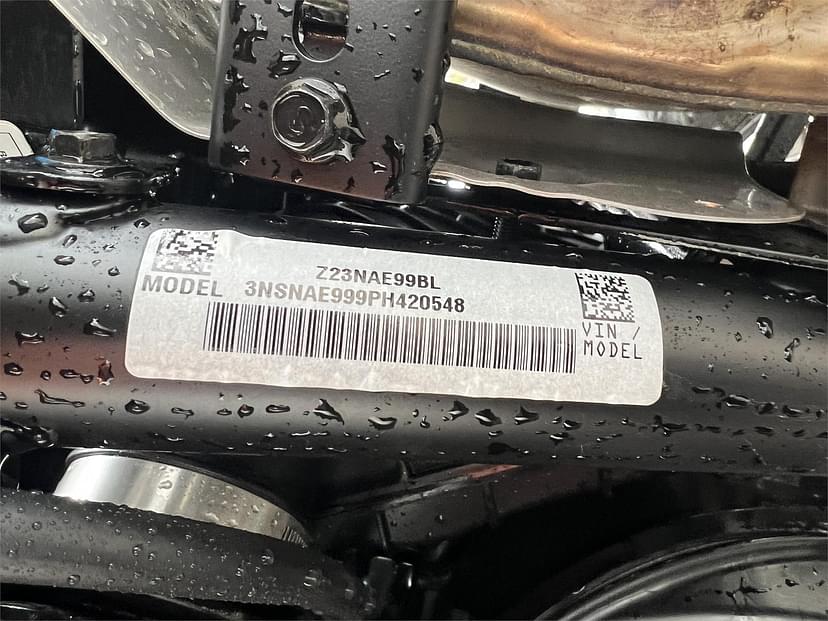 Z23NAE99BL
MODEL 3NSNAE999PH420548
VIN /
MODEL